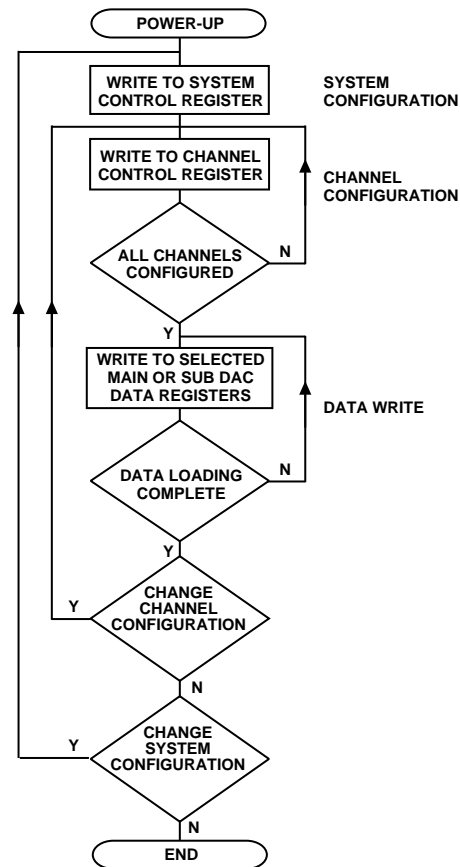 POWER-UP
WRITE TO SYSTEM
CONTROL REGISTER
SYSTEM
CONFIGURATION
WRITE TO CHANNEL
CONTROL REGISTER
CHANNEL
CONFIGURATION
ALL CHANNELS
CONFIGURED
N
Y
WRITE TO SELECTED
MAIN OR SUB DAC
DATA REGISTERS
DATA WRITE
DATA LOADING
COMPLETE
N
Y
CHANGE
CHANNEL
CONFIGURATION
Y
N
CHANGE
SYSTEM
CONFIGURATION
Y
N
END